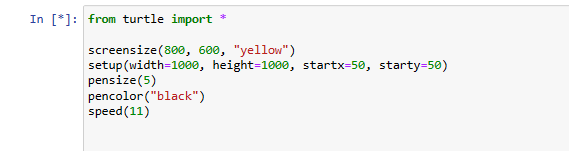 In [*]: from turtle import *
screensize(800, 600, "yellow")
setup(width=1000, height=1000, startx=50, starty=50)
pensize(5)
pencolor("black")
speed(11)